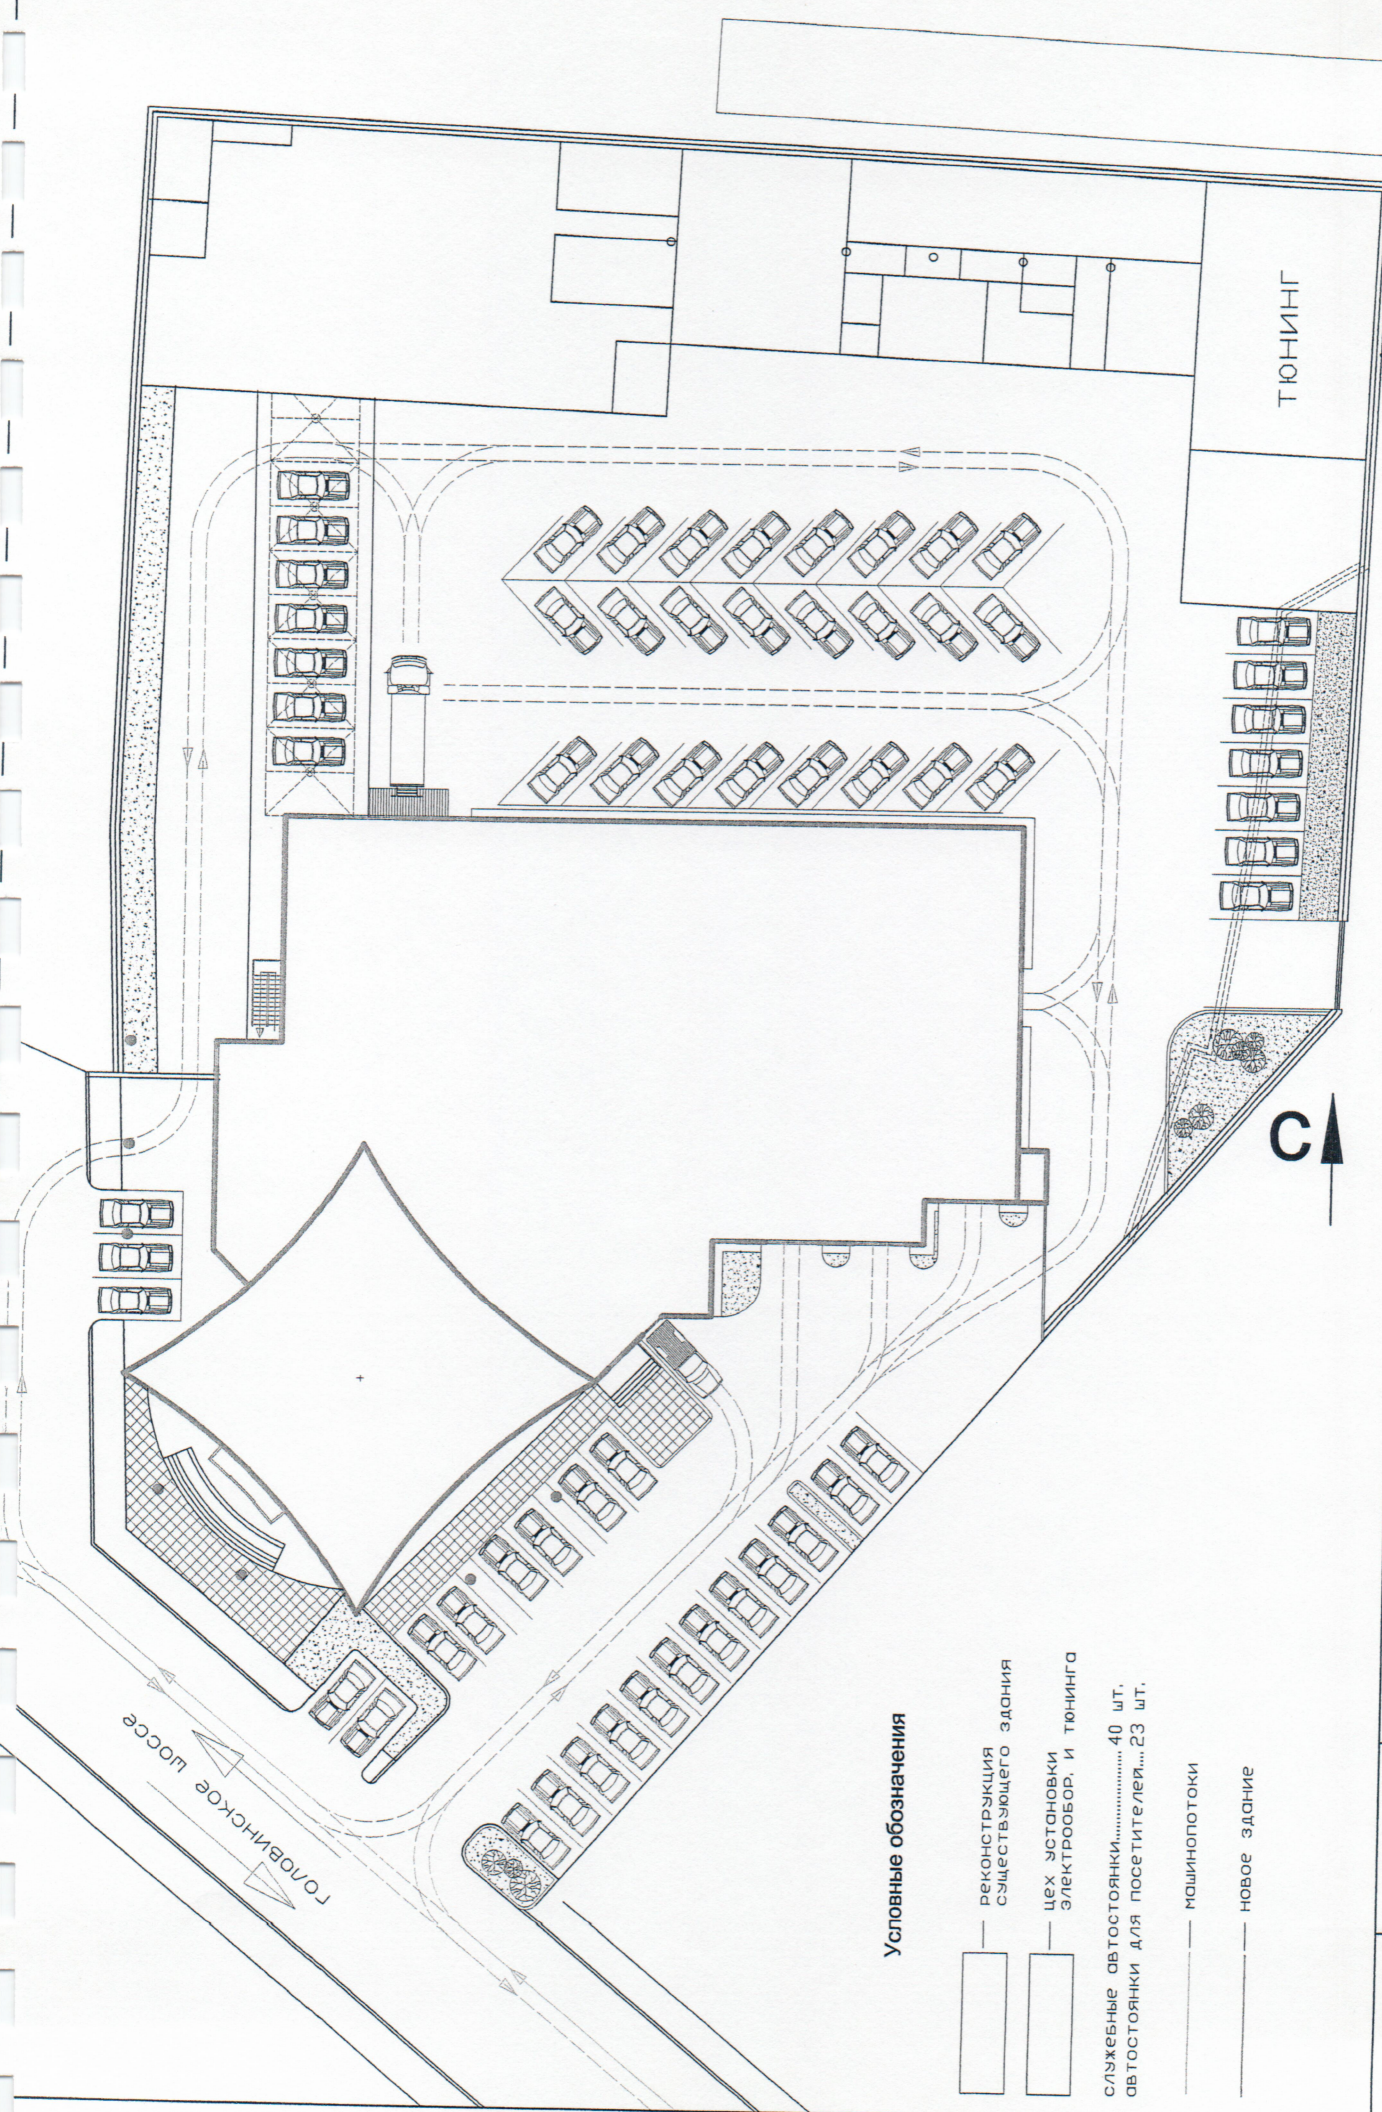 ТЮНИНГ
С
ГОЛОВИНСКОЕ ШОССЕ
Условные обозначения
РЕКОНСТРУКЦИЯ
СУЩЕСТВУЮЩЕГО ЗДАНИЯ
ЦЕХ УСТАНОВКИ
ЭЛЕКТРООБОР. И ТЮНИНГА
СЛУЖЕБНЫЕ АВТОСТОЯНКИ.................. 40 ШТ.
АВТОСТОЯНКИ ДЛЯ ПОСЕТИТЕЛЕЙ.... 23 ШТ.
МАШИНОПОТОКИ
НОВОЕ ЗДАНИЕ